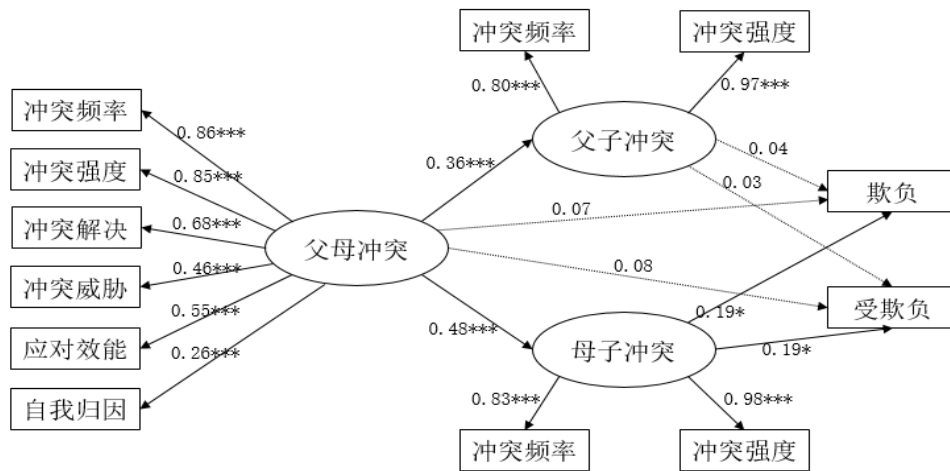 冲突频率
冲突强度
0.80***
0.97***
冲突频率
0.86***
父子冲突
0.04
冲突强度
0.85***
0.36***
0.03
欺负
冲突解决
0.68***
0.07
父母冲突
冲突威胁
0.46***
0.08
受欺负
应对效能
0.55***
0.48***
0.19*
母子冲突
0.19*
自我归因
0.26***
0.83***
0.98***
冲突频率
冲突强度